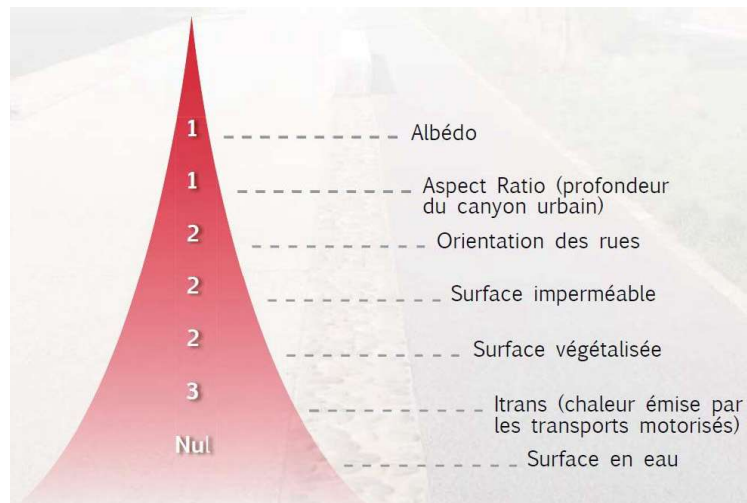 1 Albédo
1 Aspect Ratio (profondeur
du canyon urbain)
2 Orientation des rues
2 Surface imperméable
2 Surface végétalisée
3 Itrans (chaleur émise par
les transports motorisés)
Nul Surface en eau